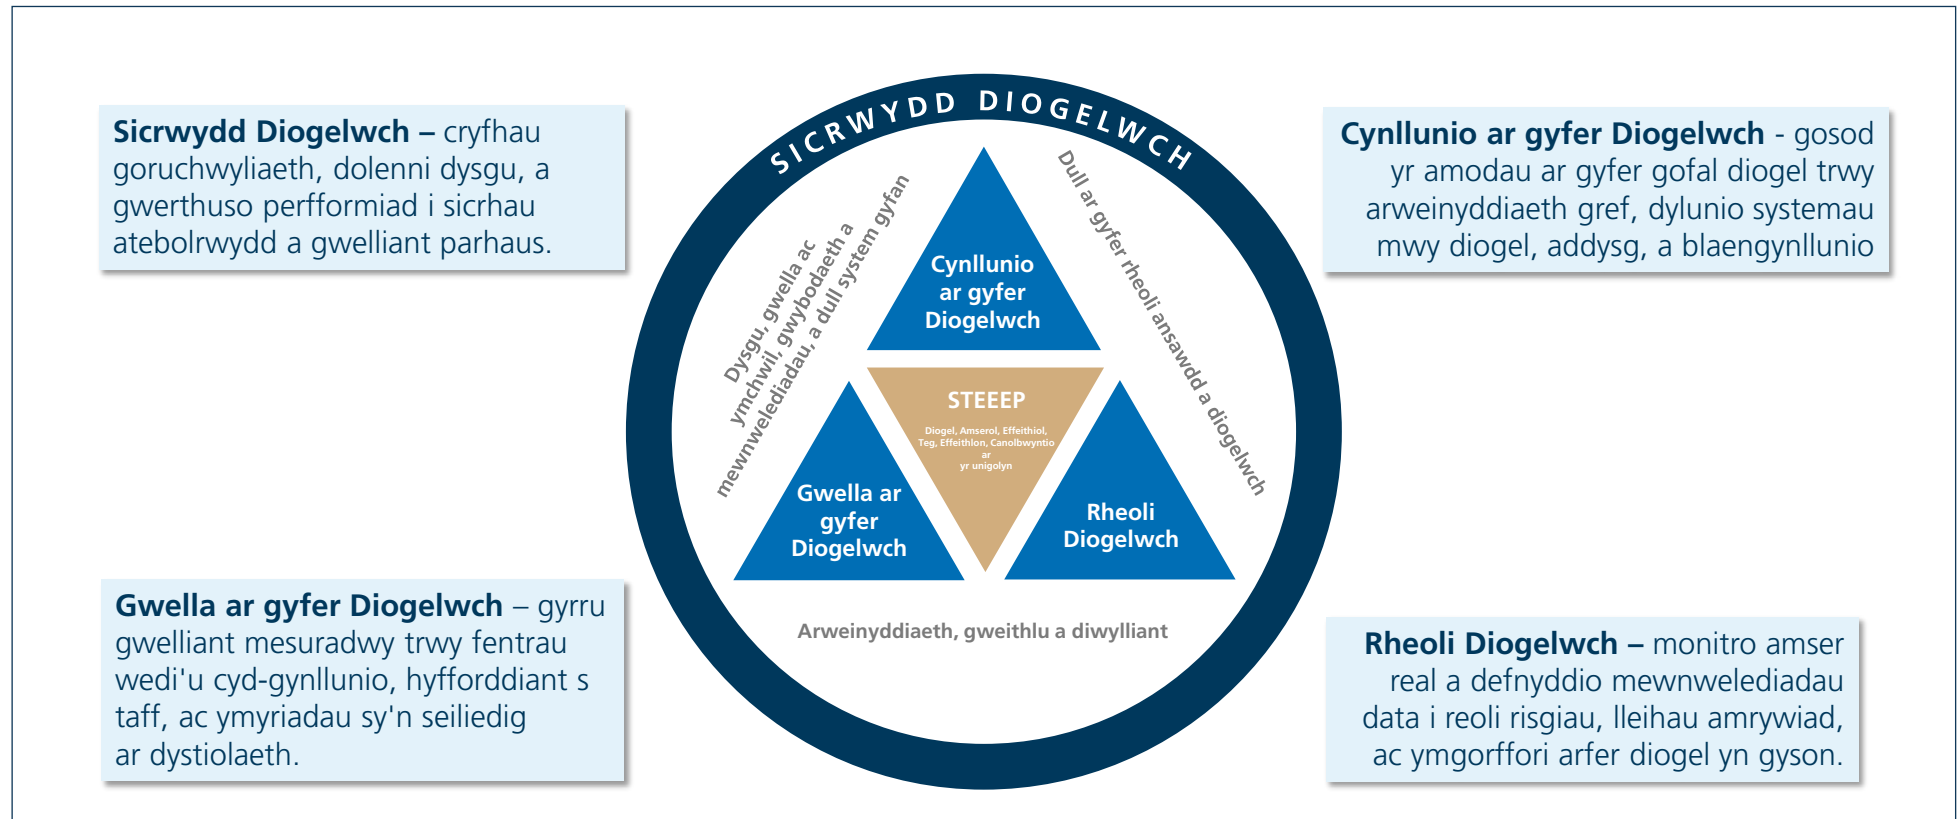 Sicrwydd Diogelwch – cryfhau
goruchwyliaeth, dolenni dysgu, a
gwerthuso perfformiad i sicrhau
atebolrwydd a gwelliant parhaus.
SICRWYDD DIOGELWCH
Cynllunio ar gyfer Diogelwch - gosod
yr amodau ar gyfer gofal diogel trwy
arweinyddiaeth gref, dylunio systemau
mwy diogel, addysg, a blaengynllunio
Dysgu, gwella ac
ymchwil, gwybodaeth a
mewnwelediadau, a dull system gyfan
Dull ar gyfer rheoli ansawdd a diogelwch
Cynllunio
ar gyfer
Diogelwch
STEEEP
Diogel, Amserol, Effeithiol,
Teg, Effeithlon, Canolbwyntio
ar
yr unigolyn
Gwella ar
gyfer
Diogelwch
Rheoli
Diogelwch
Arweinyddiaeth, gweithlu a diwylliant
Gwella ar gyfer Diogelwch – gyrru
gwelliant mesuradwy trwy fentrau
wedi'u cyd-gynllunio, hyfforddiant s
taff, ac ymyriadau sy'n seiliedig
ar dystiolaeth.
Rheoli Diogelwch – monitro amser
real a defnyddio mewnwelediadau
data i reoli risgiau, lleihau amrywiad,
ac ymgorffori arfer diogel yn gyson.